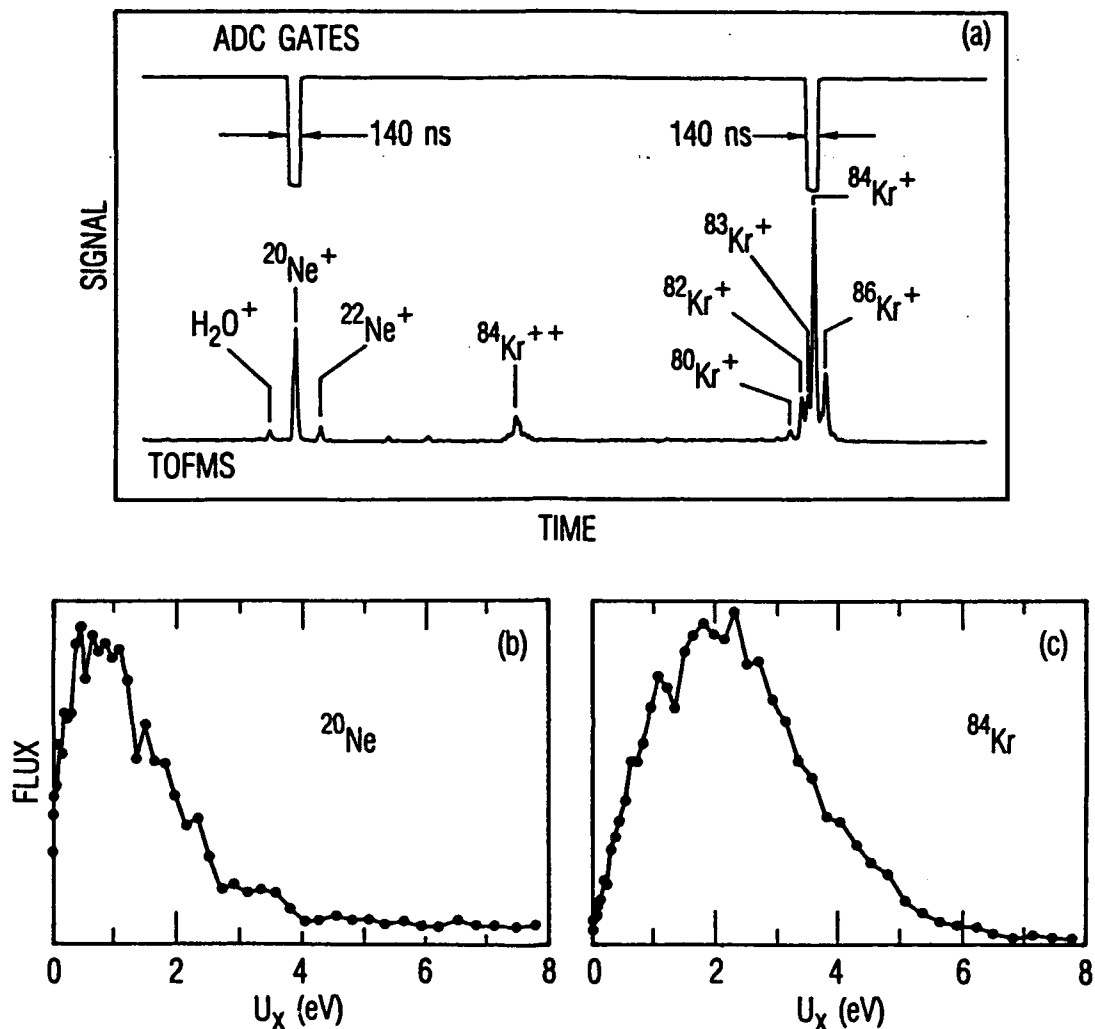 ADC GATES
(a)
140 ns
140 ns
SIGNAL
H₂O⁺
²⁰Ne⁺
²²Ne⁺
⁸⁴Kr⁺⁺
⁸⁰Kr⁺
⁸²Kr⁺
⁸³Kr⁺
⁸⁴Kr⁺
⁸⁶Kr⁺
TOFMS
TIME
(b)
²⁰Ne
FLUX
0 2 4 6 8
Uₓ (eV)
(c)
⁸⁴Kr
0 2 4 6 8
Uₓ (eV)